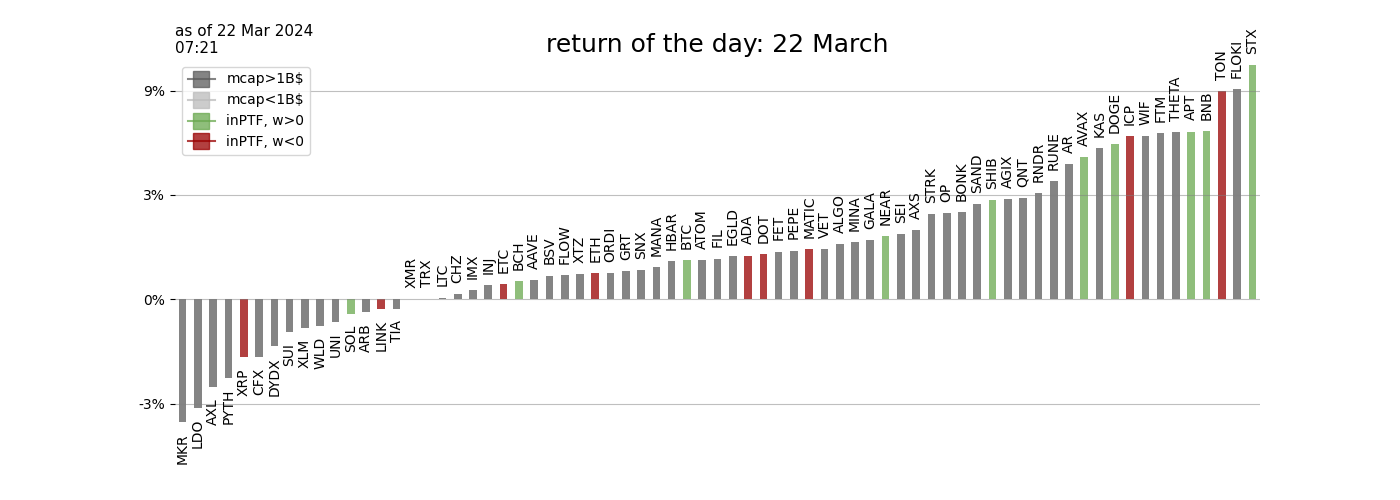 as of 22 Mar 2024
07:21
return of the day: 22 March
mcap>1B$
mcap<1B$
inPTF, w>0
inPTF, w<0
9%
3%
0%
-3%
MKR
LDO
AXL
PYTH
XRP
CFX
DYDX
SUI
XLM
WLD
UNI
SOL
ARB
LINK
TIA
XMR
TRX
LTC
CHZ
IMX
INJ
ETC
BCH
AAVE
BSV
FLOW
XTZ
ETH
ORDI
GRT
SNX
MANA
HBAR
BTC
ATOM
FIL
EGLD
ADA
DOT
FET
PEPE
MATIC
VET
ALGO
MINA
GALA
NEAR
SEI
AXS
STRK
OP
BONK
SAND
SHIB
AGIX
QNT
RNDR
RUNE
AR
AVAX
KAS
DOGE
ICP
WIF
FTM
THETA
APT
BNB
TON
FLOKI
STX